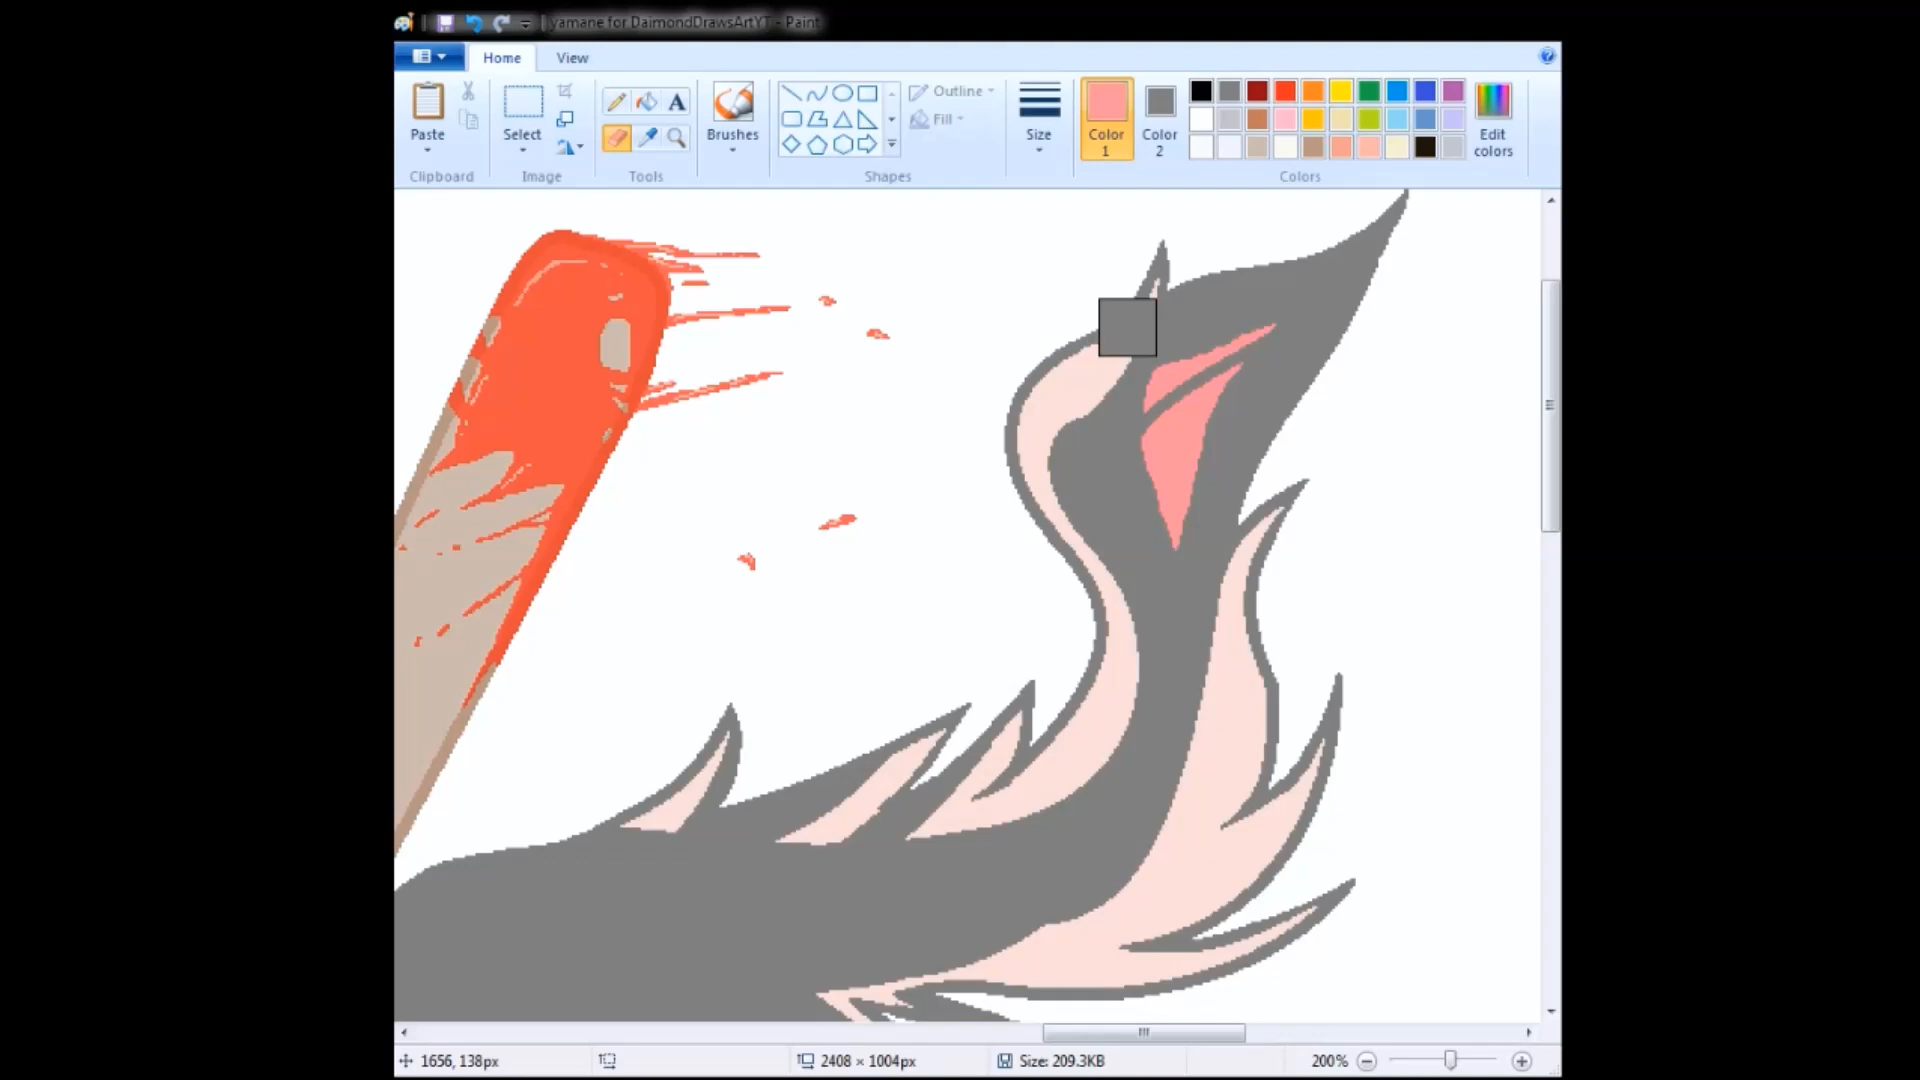 yamane for DaimondDrawsArtYT - Paint
Home View
Paste Select A Brushes Outline Fill Size Color 1 Color 2 Edit colors
Clipboard Image Tools Shapes Colors
1656, 138px 2408 × 1004px Size: 209.3KB 200%